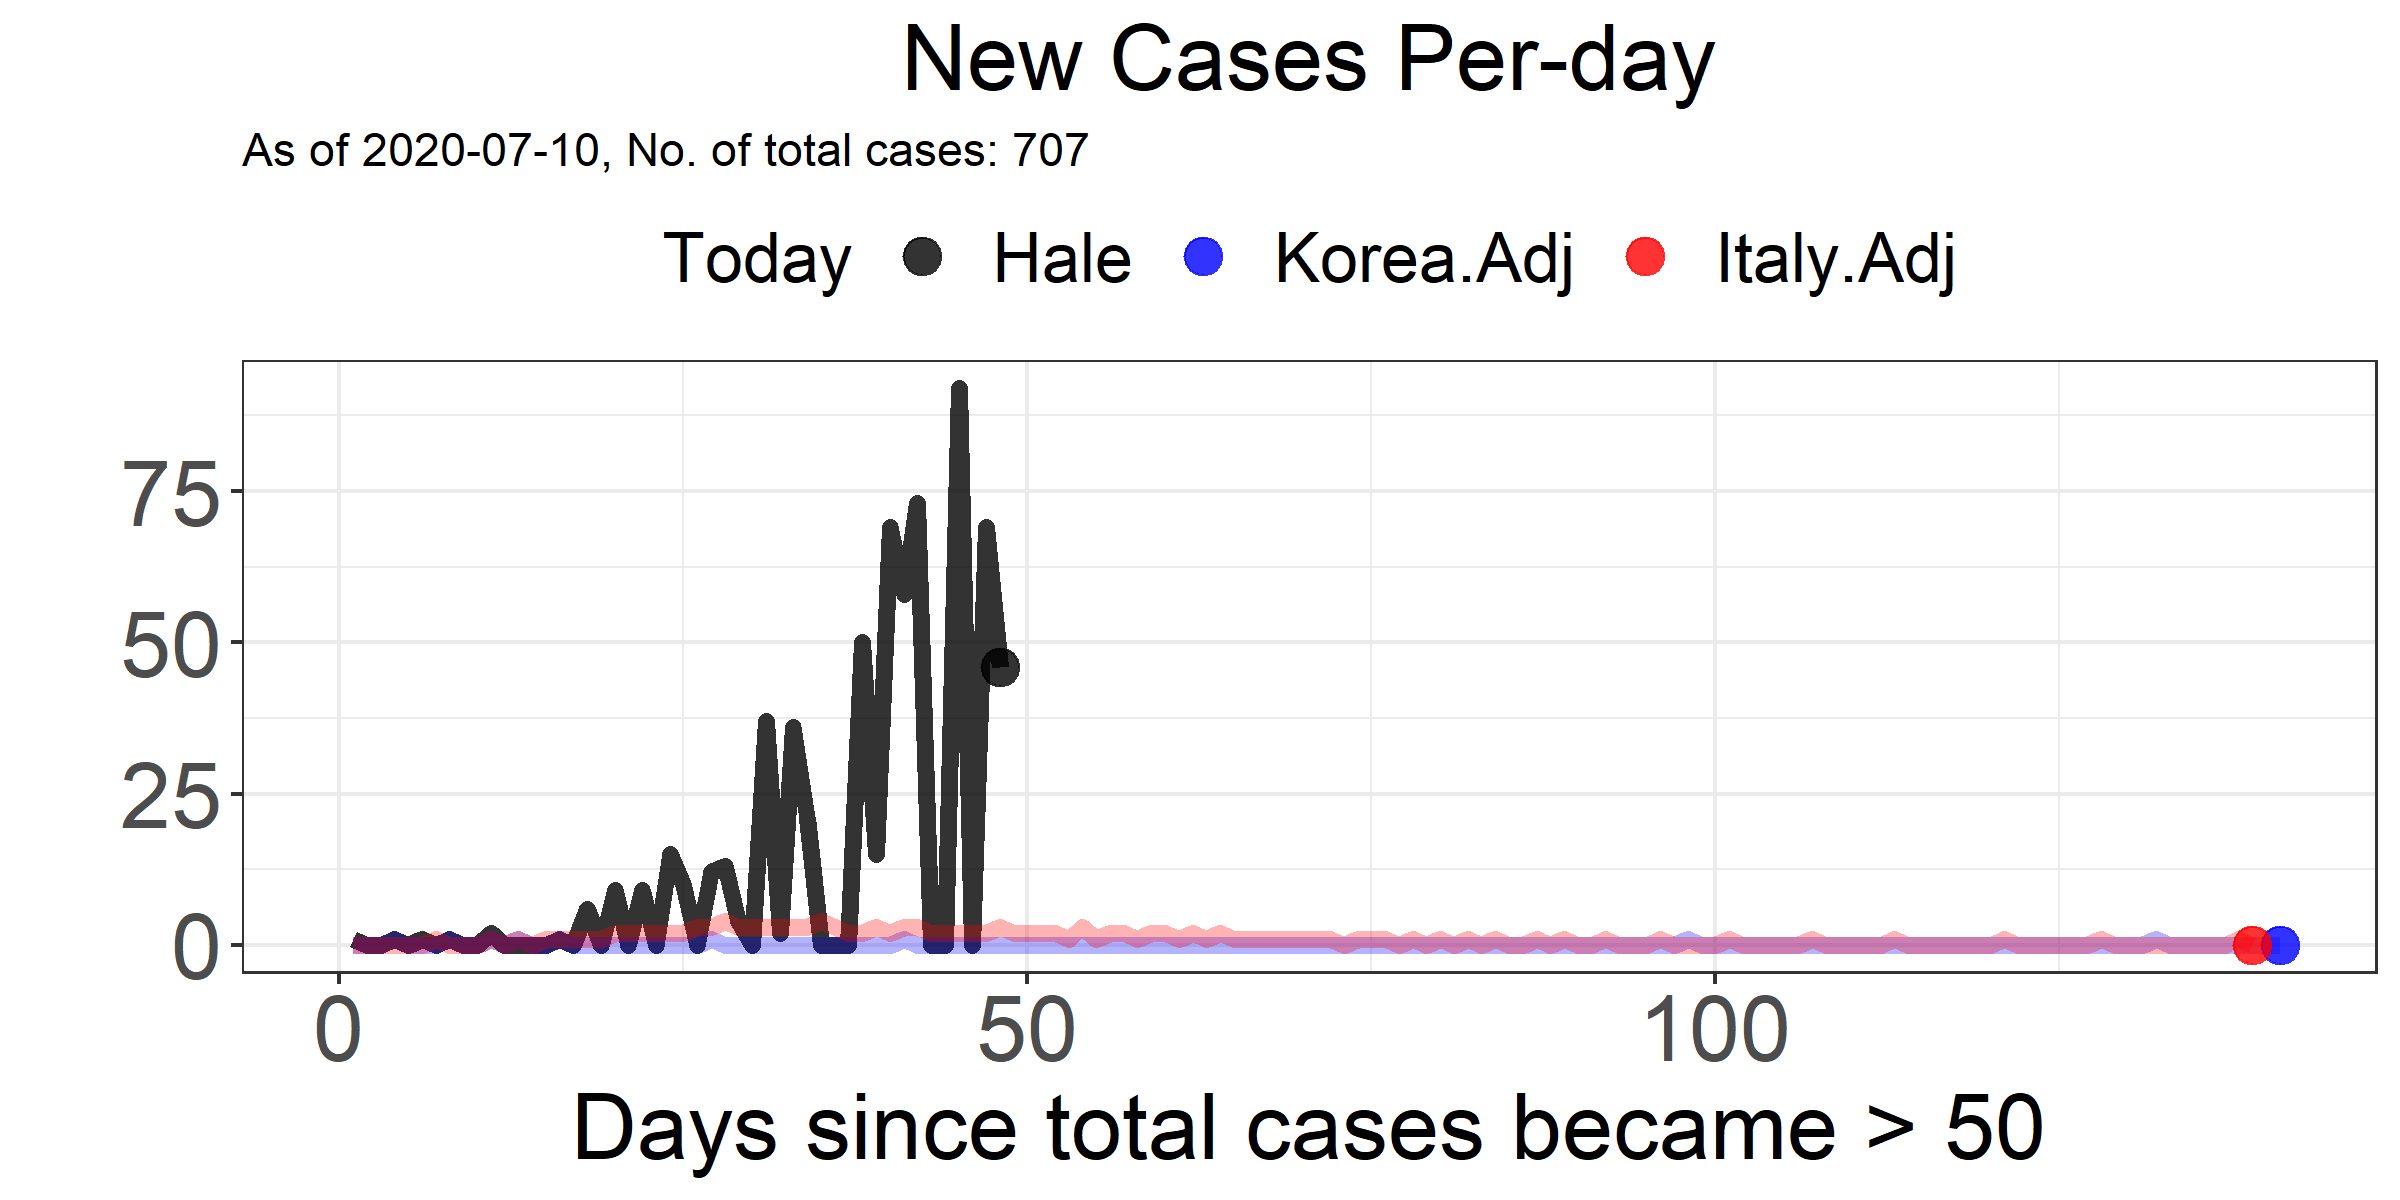 New Cases Per-day
As of 2020-07-10, No. of total cases: 707
Today Hale Korea.Adj Italy.Adj
75
50
25
0
0 50 100
Days since total cases became > 50